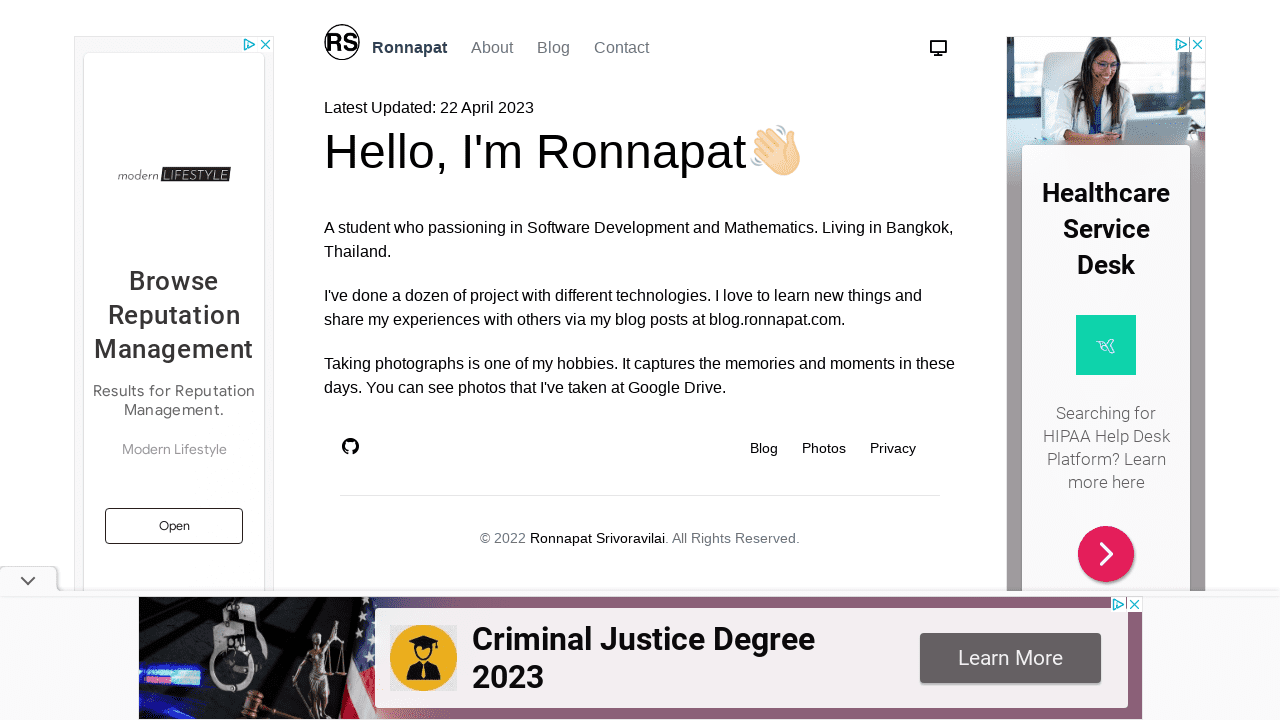 RS
Ronnapat
About
Blog
Contact
Latest Updated: 22 April 2023
Hello, I'm Ronnapat👋🏼
A student who passioning in Software Development and Mathematics. Living in Bangkok,
Thailand.
I've done a dozen of project with different technologies. I love to learn new things and
share my experiences with others via my blog posts at blog.ronnapat.com.
Taking photographs is one of my hobbies. It captures the memories and moments in these
days. You can see photos that I've taken at Google Drive.
Blog
Photos
Privacy
© 2022 Ronnapat Srivoravilai. All Rights Reserved.
modern LIFESTYLE
Browse
Reputation
Management
Results for Reputation
Management.
Modern Lifestyle
Open
Healthcare
Service
Desk
Searching for
HIPAA Help Desk
Platform? Learn
more here
Criminal Justice Degree
2023
Learn More